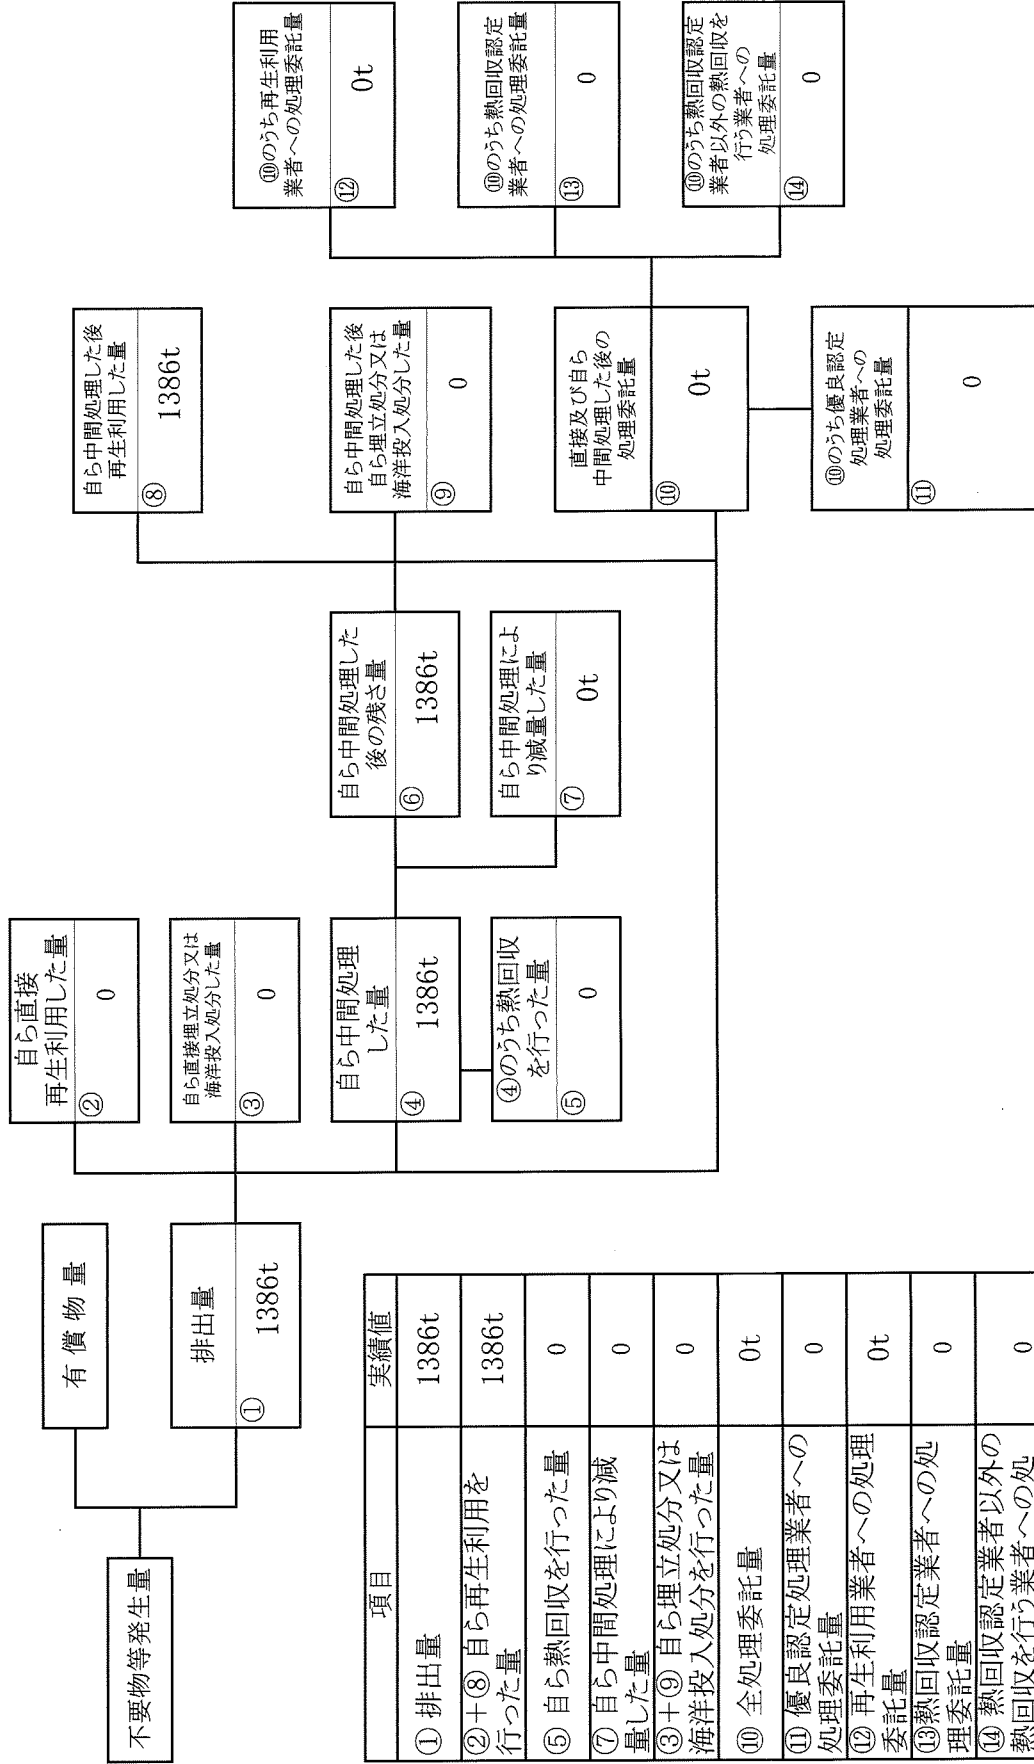 不要物等発生量
有償物量
排出量
① 1386t
自ら直接
再生利用した量
② 0
自ら直接埋立処分又は
海洋投入処分した量
③ 0
自ら中間処理
した量
④ 1386t
④のうち熱回収
を行った量
⑤ 0
自ら中間処理した
後の残さ量
⑥ 1386t
自ら中間処理によ
り減量した量
⑦ 0t
自ら中間処理した後
再生利用した量
⑧ 1386t
自ら中間処理した後
自ら埋立処分又は
海洋投入処分した量
⑨ 0
直接及び自ら
中間処理した後の
処理委託量
⑩ 0t
⑩のうち優良認定
処理業者への
処理委託量
⑪ 0
⑩のうち再生利用
業者への処理委託量
⑫ 0t
⑩のうち熱回収認定
業者への処理委託量
⑬ 0
⑩のうち熱回収認定
業者以外の熱回収を
行う業者への
処理委託量
⑭ 0
項目 実績値
① 排出量 1386t
②+⑧ 自ら再生利用を
行った量 1386t
⑤ 自ら熱回収を行った量 0
⑦ 自ら中間処理により減
量した量 0
③+⑨ 自ら埋立処分又は
海洋投入処分を行った量 0
⑩ 全処理委託量 0t
⑪ 優良認定処理業者への
処理委託量 0
⑫ 再生利用業者への処理
委託量 0t
⑬熱回収認定業者への処
理委託量 0
⑭ 熱回収認定業者以外の
熱回収を行う業者への処 0